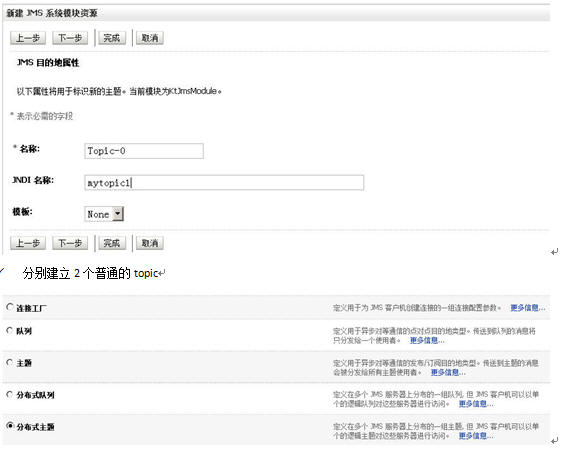 新建 JMS 系统模块资源
上一步 下一步 完成 取消
JMS 目的地属性
以下属性将用于标识新的主题。当前模块为KtJmsModule。
* 表示必需的字段
* 名称: Topic-0
JNDI 名称: mytopic1
模板: None
上一步 下一步 完成 取消
分别建立 2 个普通的 topic
连接工厂 定义用于为 JMS 客户机创建连接的一组连接配置参数。 更多信息...
队列 定义用于异步对等通信的点对点目的地类型。传送到队列的消息将
只分发给一个使用者。 更多信息...
主题 定义用于异步对等通信的发布/订阅目的地类型。传送到主题的消息
会被分发给所有主题使用者。 更多信息...
分布式队列 定义在多个 JMS 服务器上分布的一组队列, 但 JMS 客户机可以以单
个的逻辑队列对这些服务器进行访问。 更多信息...
分布式主题 定义在多个 JMS 服务器上分布的一组主题, 但 JMS 客户机可以以单
个的逻辑主题对这些服务器进行访问。 更多信息...